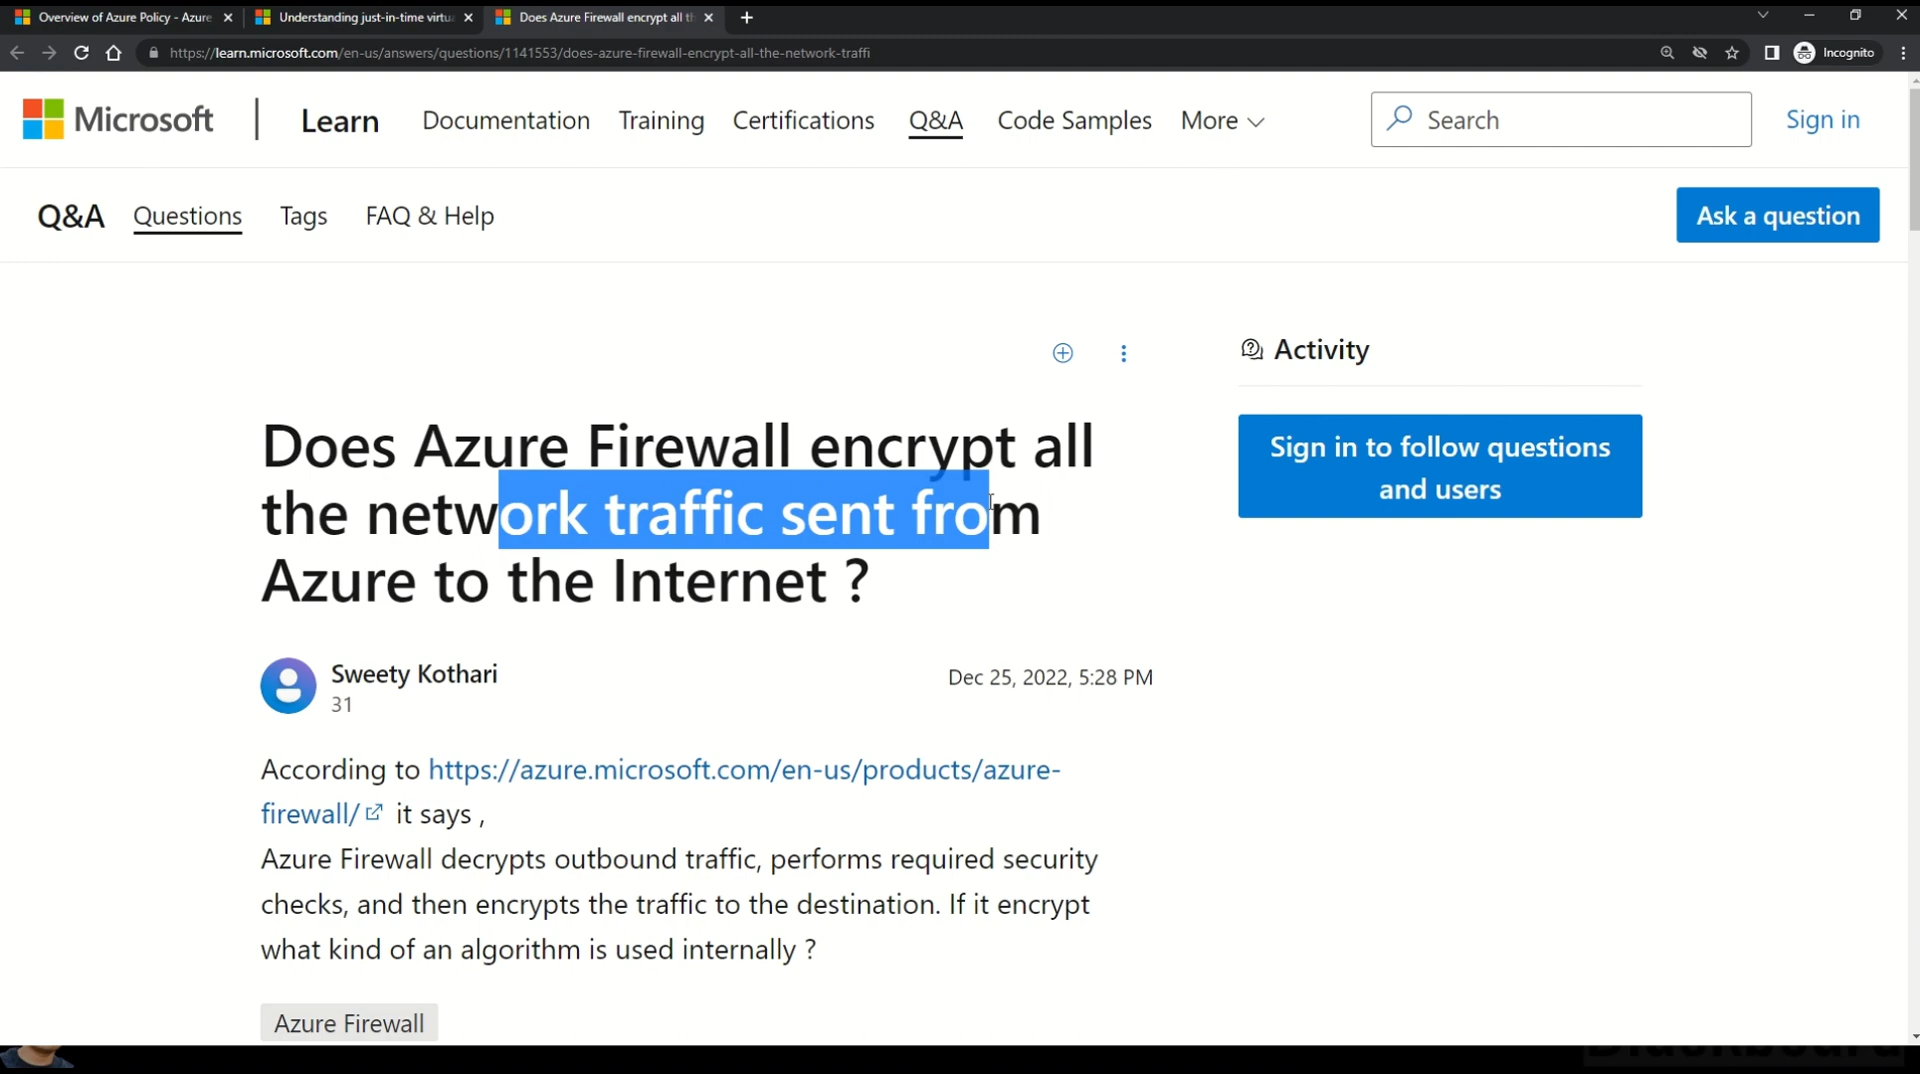 Overview of Azure Policy - Azure
Understanding just-in-time virtu
Does Azure Firewall encrypt all th
https://learn.microsoft.com/en-us/answers/questions/1141553/does-azure-firewall-encrypt-all-the-network-traffi
Incognito
Microsoft
Learn
Documentation
Training
Certifications
Q&A
Code Samples
More
Search
Sign in
Q&A
Questions
Tags
FAQ & Help
Ask a question
Activity
Sign in to follow questions
and users
Does Azure Firewall encrypt all
the network traffic sent from
Azure to the Internet ?
Sweety Kothari
31
Dec 25, 2022, 5:28 PM
According to https://azure.microsoft.com/en-us/products/azure-
firewall/ it says ,
Azure Firewall decrypts outbound traffic, performs required security
checks, and then encrypts the traffic to the destination. If it encrypt
what kind of an algorithm is used internally ?
Azure Firewall